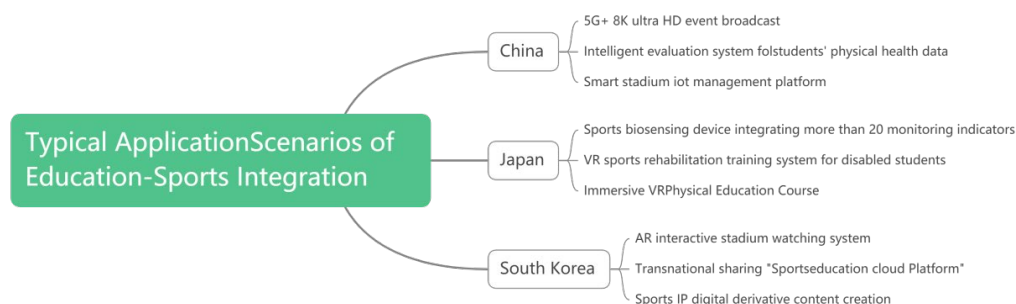 Typical ApplicationScenarios of
Education-Sports Integration
China
5G+ 8K ultra HD event broadcast
Intelligent evaluation system folstudents' physical health data
Smart stadium iot management platform
Japan
Sports biosensing device integrating more than 20 monitoring indicators
VR sports rehabilitation training system for disabled students
Immersive VRPhysical Education Course
South Korea
AR interactive stadium watching system
Transnational sharing "Sportseducation cloud Platform"
Sports IP digital derivative content creation